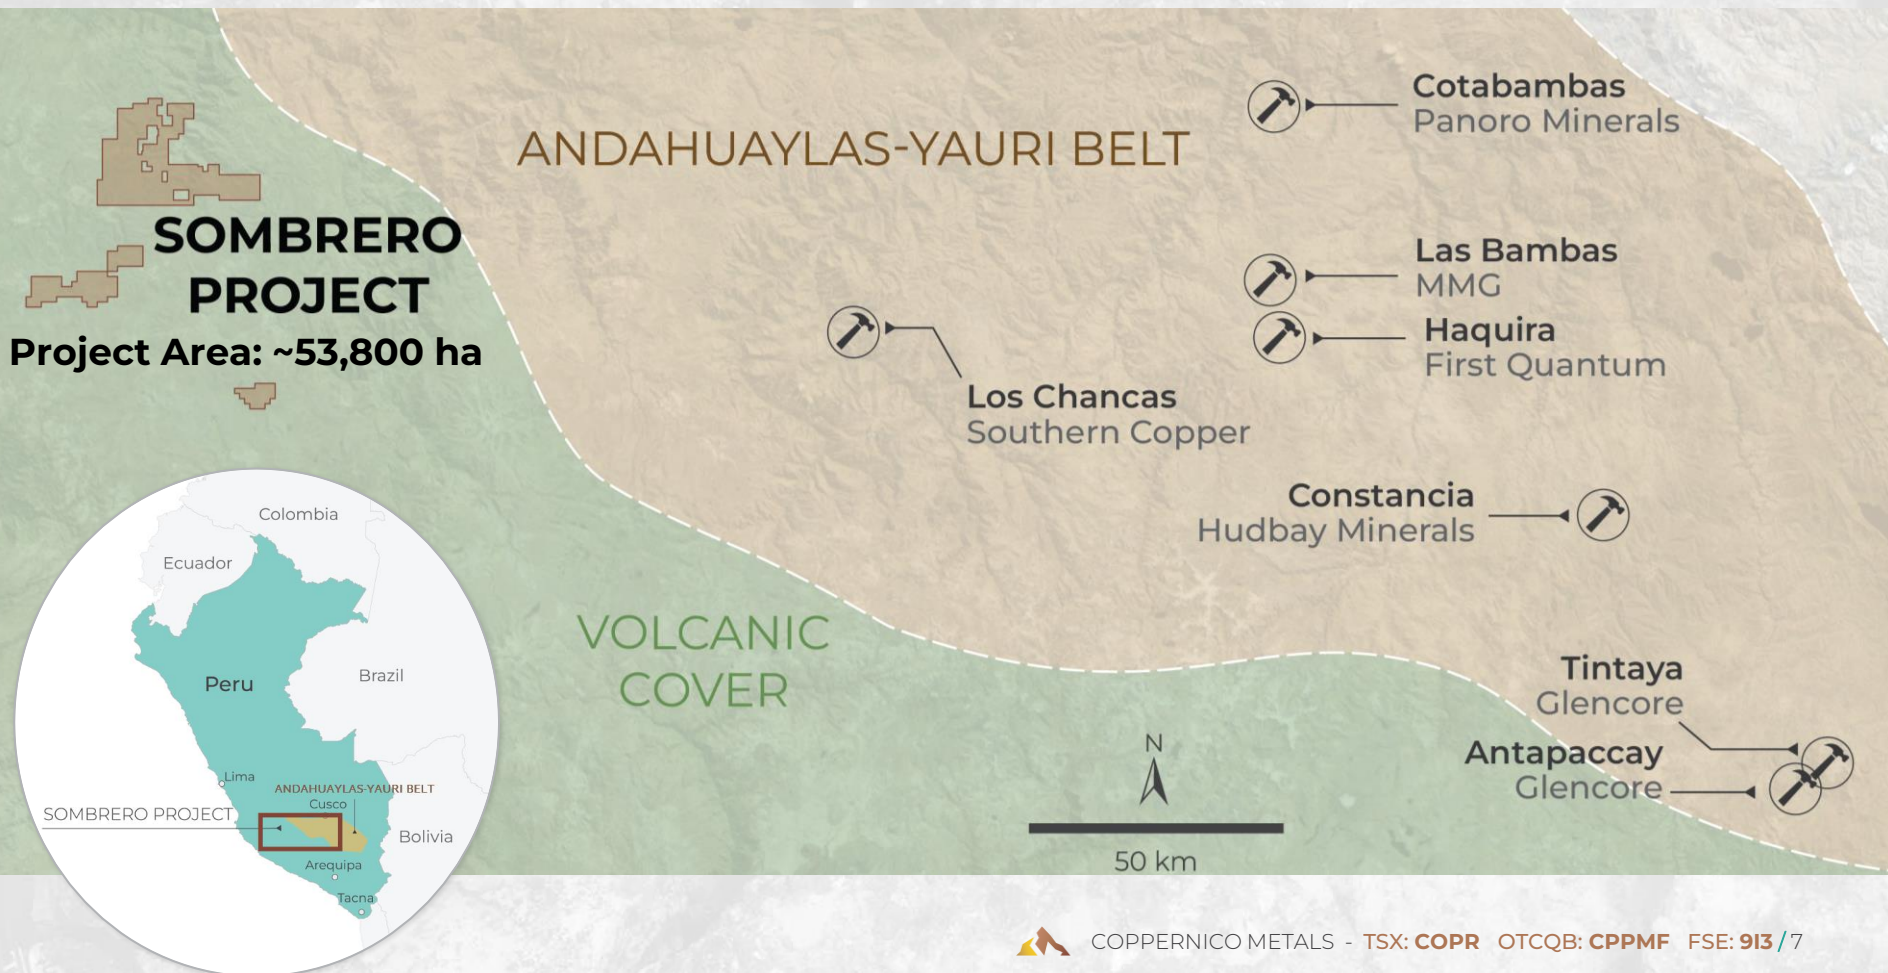 ANDAHUAYLAS-YAURI BELT
Cotabambas
Panoro Minerals
SOMBRERO
PROJECT
Project Area: ~53,800 ha
Las Bambas
MMG
Haquira
First Quantum
Los Chancas
Southern Copper
Constancia
Hudbay Minerals
VOLCANIC
COVER
Tintaya
Glencore
Antapaccay
Glencore
N
50 km
Colombia
Ecuador
Peru
Brazil
Lima
ANDAHUAYLAS-YAURI BELT
Cusco
SOMBRERO PROJECT
Bolivia
Arequipa
Tacna
COPPERNICO METALS - TSX: COPR OTCQB: CPPMF FSE: 9I3 / 7